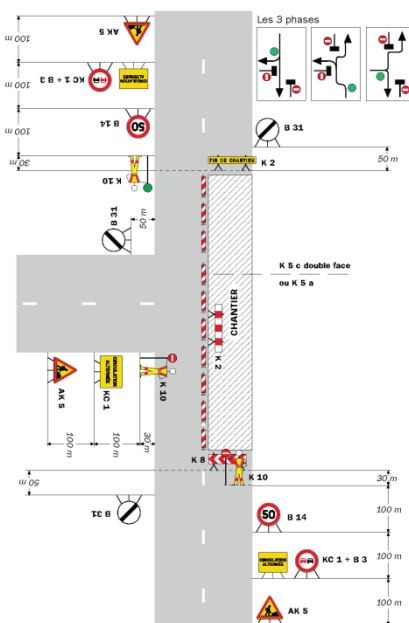 Les 3 phases
100 m
AK 5
100 m
KC 1 + B 3
CIRCULATION
ALTERNÉE
100 m
B 14
50
30 m
K 10
B 31
50 m
FIN DE CHANTIER
K 2
B 31
50 m
K 5 c double face
ou K 5 a
CHANTIER
K 2
K 10
KC 1
CIRCULATION
ALTERNÉE
AK 5
100 m
100 m
30 m
K 8
K 10
30 m
50 m
B 31
50
B 14
100 m
CIRCULATION
ALTERNÉE
KC 1 + B 3
100 m
AK 5
100 m